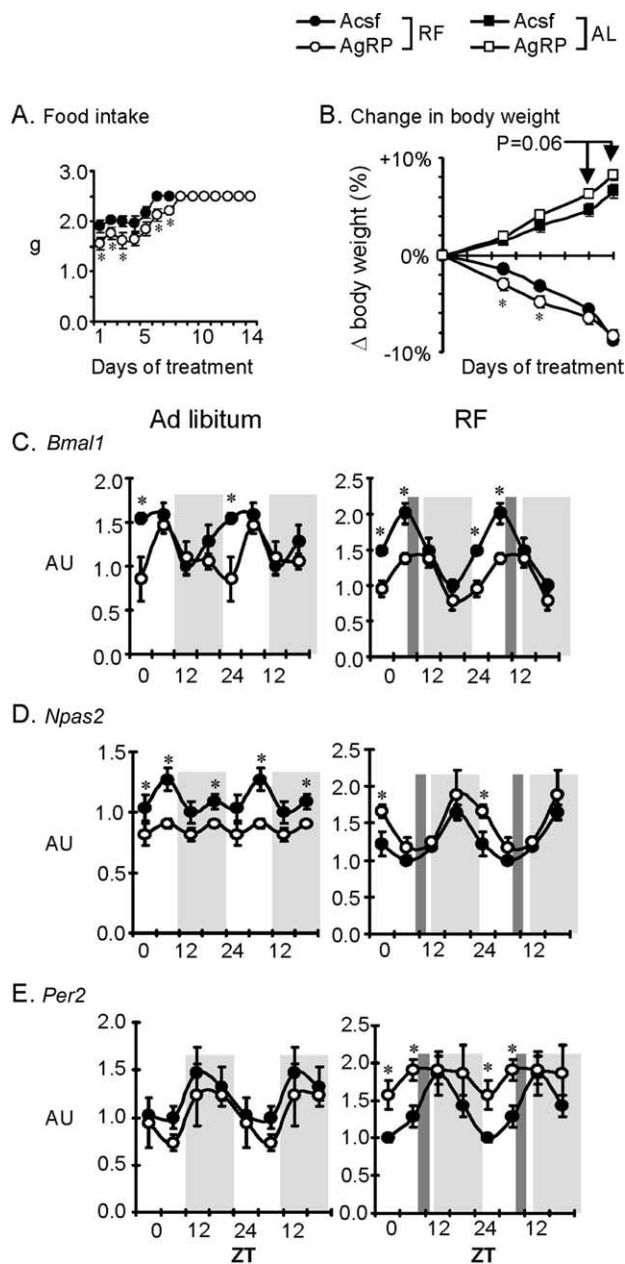 Acsf ] RF Acsf ] AL
AgRP AgRP
A. Food intake
B. Change in body weight
P=0.06
3.0
2.5
2.0
1.5
0.0
g
1 5 10 14
Days of treatment
+10%
0%
-10%
Δ body weight (%)
* * * * *
* *
Days of treatment
Ad libitum RF
C. Bmal1
AU
2.0
1.5
1.0
0.5
0.0
* *
0 12 24 12
2.5
2.0
1.5
1.0
0.5
0.0
* * * *
0 12 24 12
D. Npas2
AU
1.5
1.0
0.5
0.0
* * * * *
0 12 24 12
2.5
2.0
1.5
1.0
0.5
0.0
* *
0 12 24 12
E. Per2
AU
2.0
1.5
1.0
0.5
0.0
0 12 24 12
ZT
2.5
2.0
1.5
1.0
0.5
0.0
* * * *
0 12 24 12
ZT